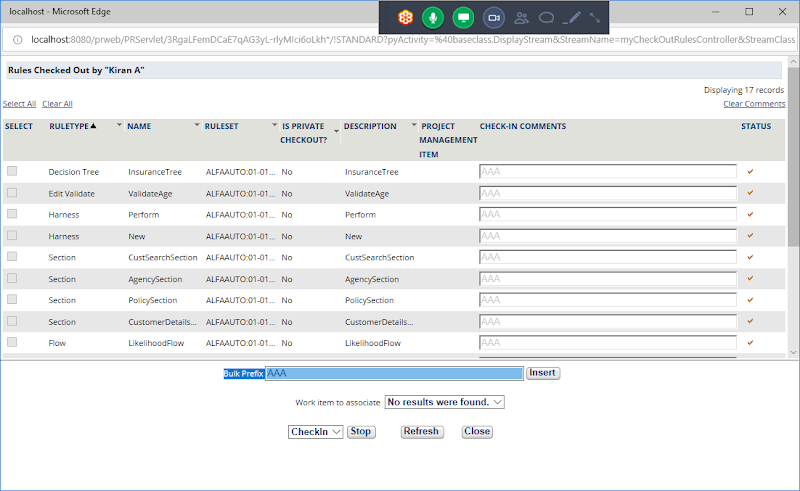 localhost - Microsoft Edge
localhost:8080/prweb/PRServlet/3RgaLFemDCaE7qAG3yL-rlyMIci6oLkh*/!STANDARD?pyActivity=%40baseclass.DisplayStream&StreamName=myCheckOutRulesController&StreamClass
Rules Checked Out by "Kiran A"
Displaying 17 records
Select All Clear All Clear Comments
SELECT RULETYPE NAME RULESET IS PRIVATE CHECKOUT? DESCRIPTION PROJECT MANAGEMENT ITEM CHECK-IN COMMENTS STATUS
Decision Tree InsuranceTree ALFAAUTO:01-01... No InsuranceTree AAA
Edit Validate ValidateAge ALFAAUTO:01-01... No ValidateAge AAA
Harness Perform ALFAAUTO:01-01... No Perform AAA
Harness New ALFAAUTO:01-01... No New AAA
Section CustSearchSection ALFAAUTO:01-01... No CustSearchSection AAA
Section AgencySection ALFAAUTO:01-01... No AgencySection AAA
Section PolicySection ALFAAUTO:01-01... No PolicySection AAA
Section CustomerDetails... ALFAAUTO:01-01... No CustomerDetails... AAA
Flow LikelihoodFlow ALFAAUTO:01-01... No LikelihoodFlow AAA
Bulk Prefix AAA Insert
Work item to associate No results were found.
CheckIn Stop Refresh Close